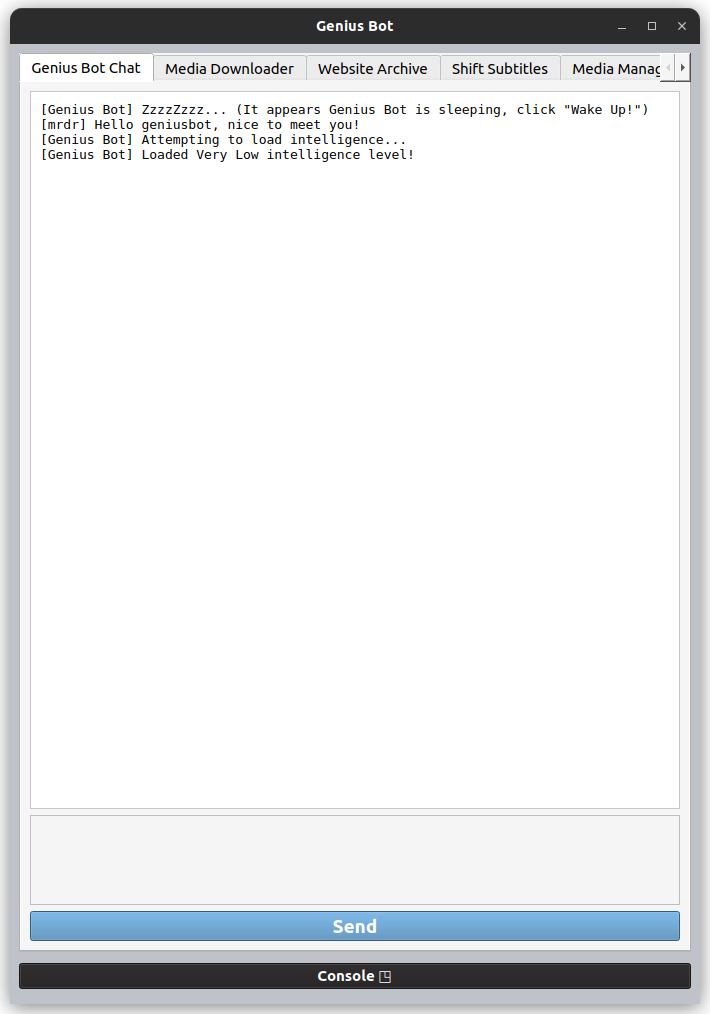 Genius Bot
Genius Bot Chat Media Downloader Website Archive Shift Subtitles Media Manag
[Genius Bot] ZzzzZzzz... (It appears Genius Bot is sleeping, click "Wake Up!")
[mrdr] Hello geniusbot, nice to meet you!
[Genius Bot] Attempting to load intelligence...
[Genius Bot] Loaded Very Low intelligence level!
Send
Console